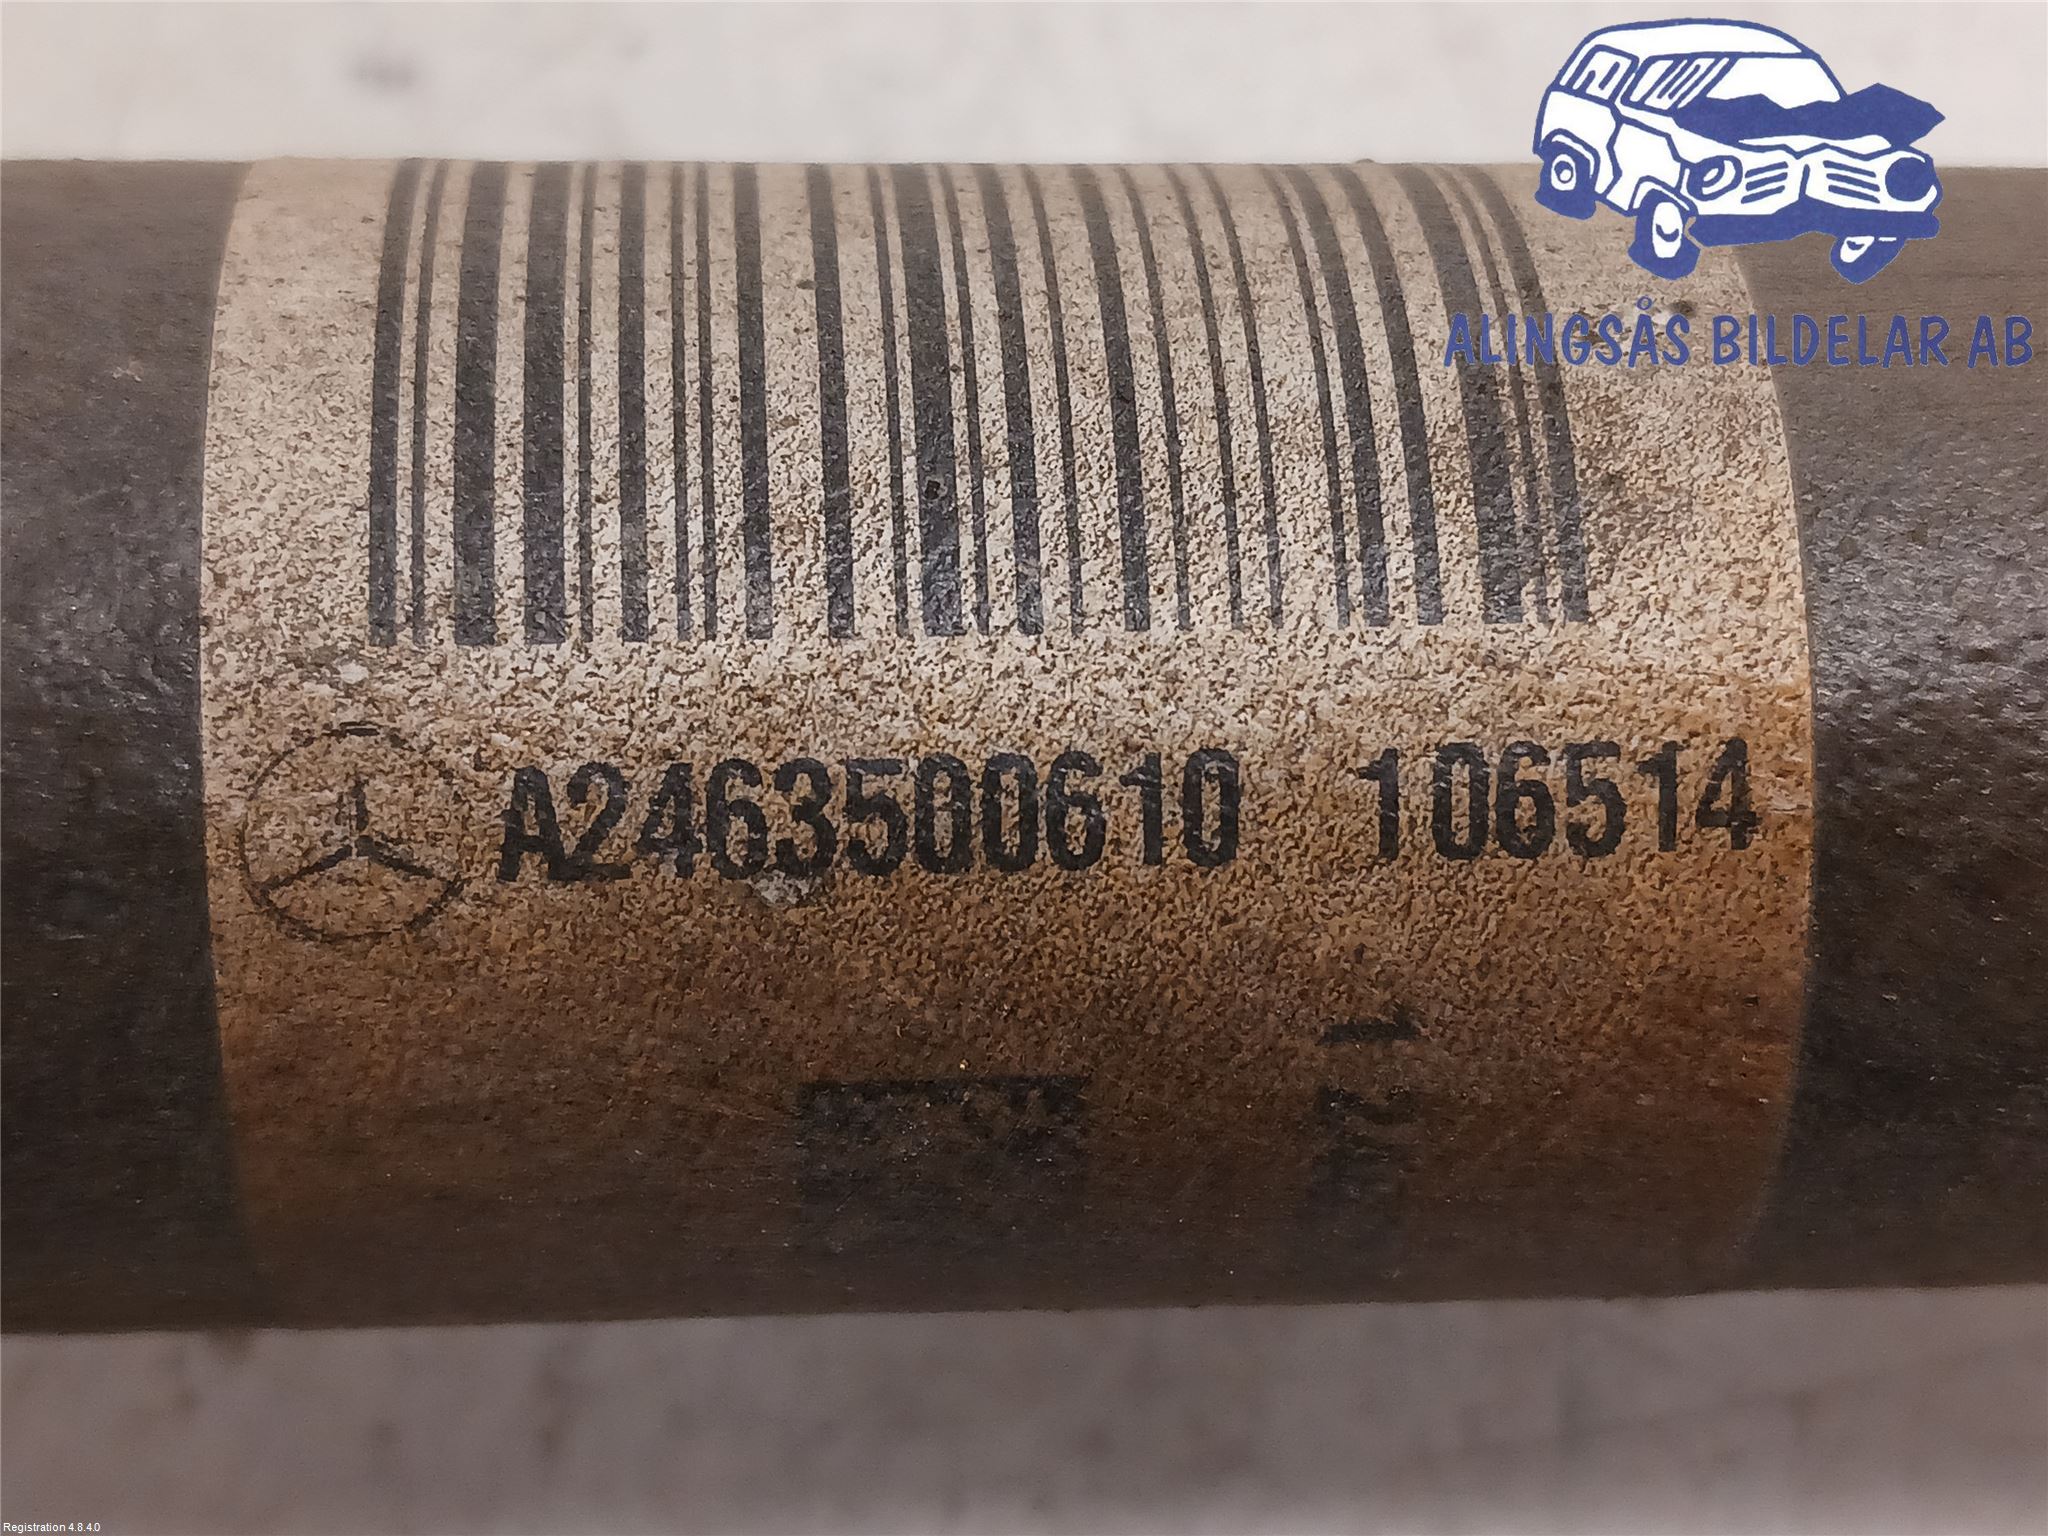 ALINGSÅS BILDELAR AB
A2463500610 106514
Registration 4.8.4.0